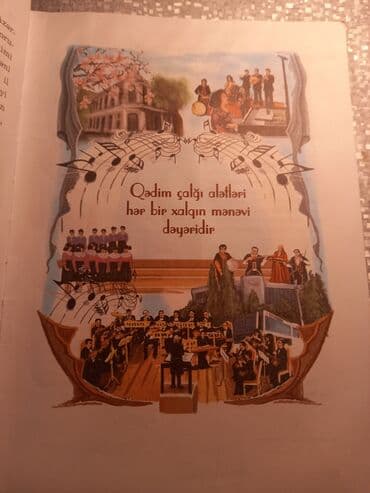 Qədim çalğı alətləri
hər bir xalqın mənəvi
dəyəridir